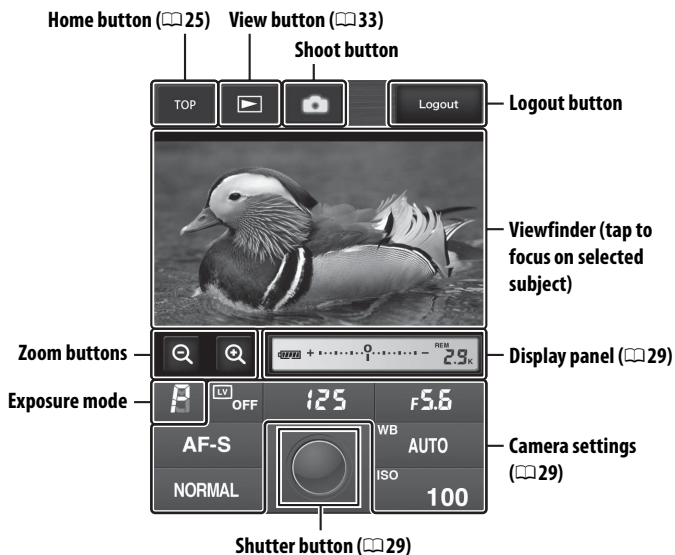 Home button (25)
View button (33)
Shoot button
TOP
Logout
Logout button
Viewfinder (tap to
focus on selected
subject)
Zoom buttons
+ 0 − REM 2.9K
Display panel (29)
Exposure mode
P
LV OFF
125
F5.6
AF-S
WB AUTO
Camera settings
(29)
NORMAL
ISO 100
Shutter button (29)